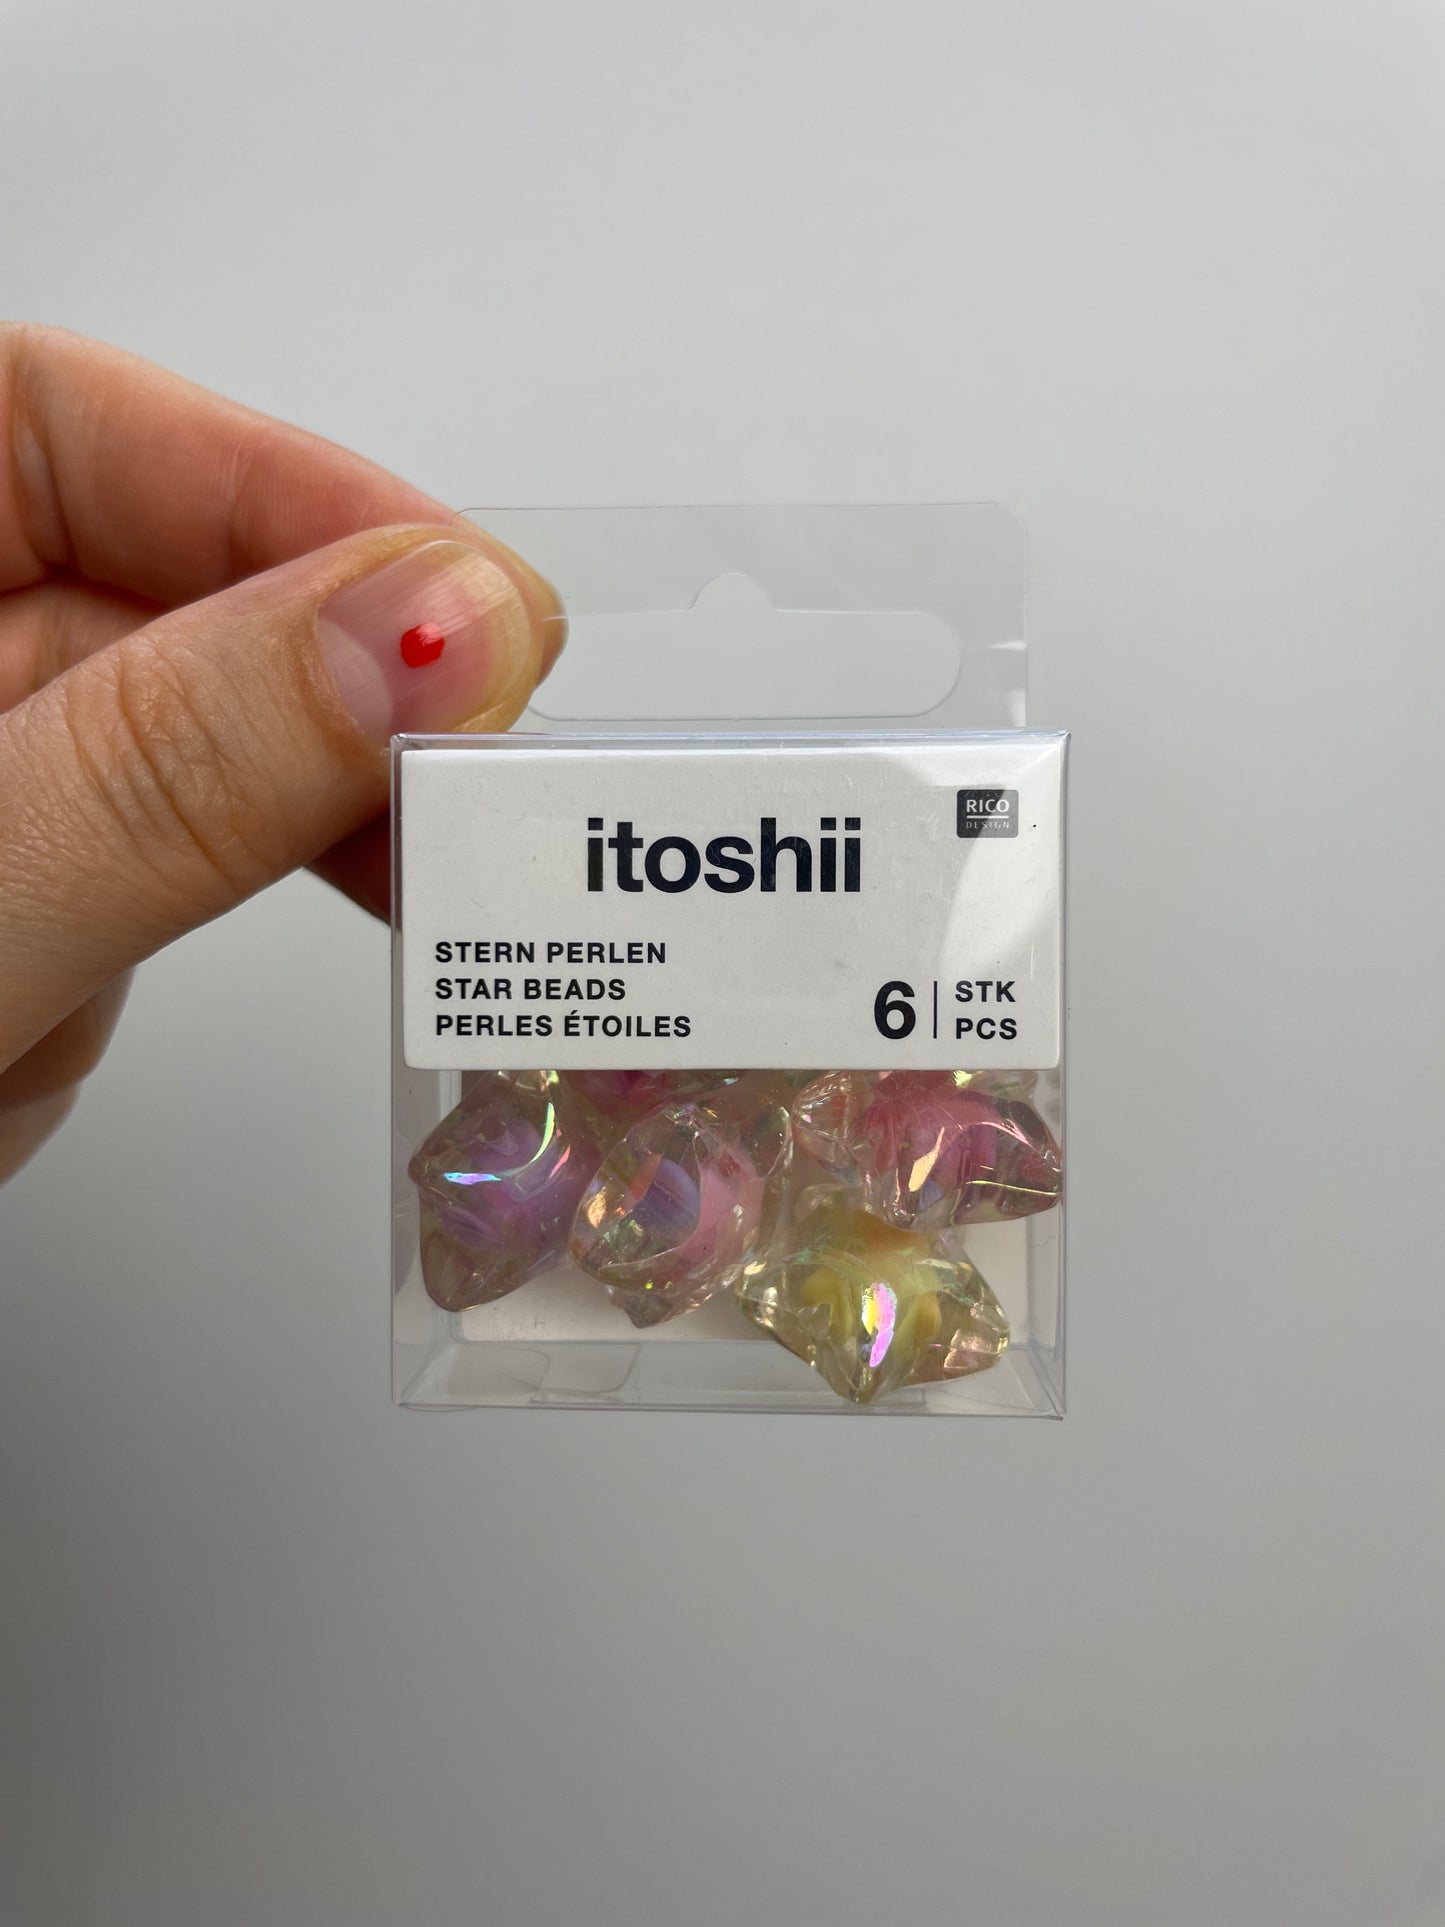 itoshii
RICO
DESIGN
STERN PERLEN
STAR BEADS
PERLES ÉTOILES
6
STK
PCS